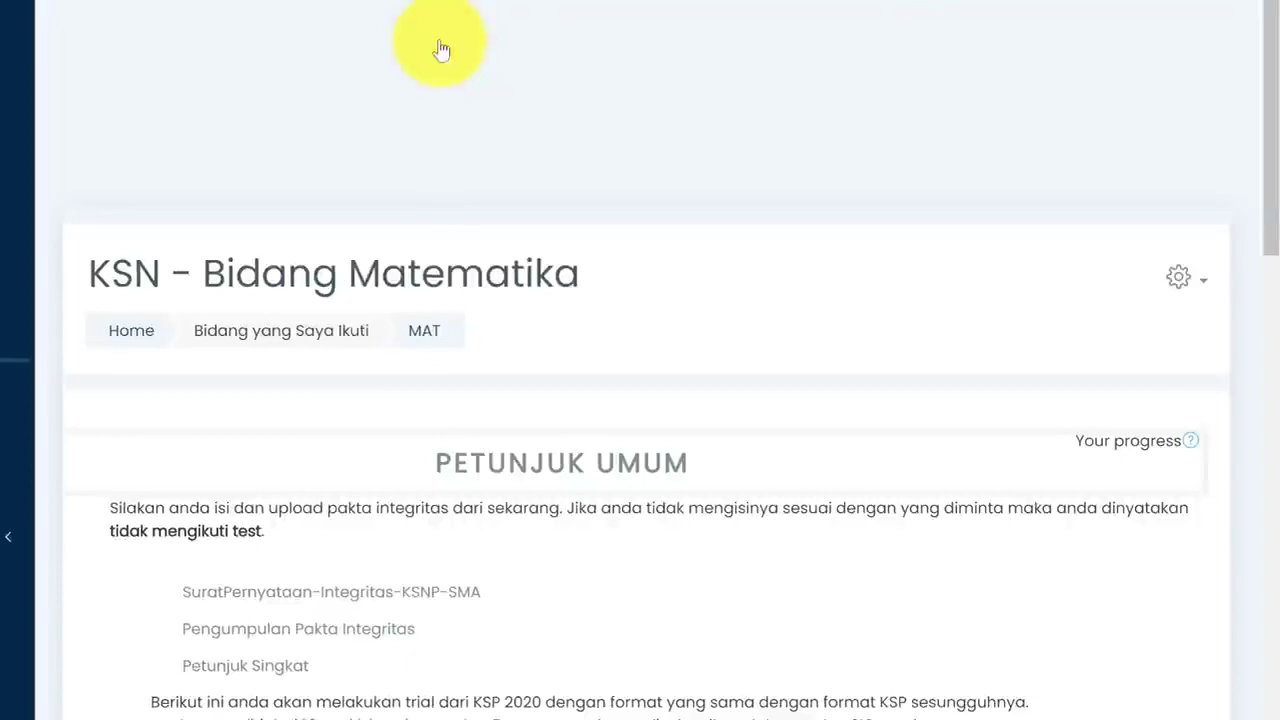 KSN - Bidang Matematika
Home Bidang yang Saya Ikuti MAT
Your progress
PETUNJUK UMUM
Silakan anda isi dan upload pakta integritas dari sekarang. Jika anda tidak mengisinya sesuai dengan yang diminta maka anda dinyatakan
tidak mengikuti test.
SuratPernyataan-Integritas-KSNP-SMA
Pengumpulan Pakta Integritas
Petunjuk Singkat
Berikut ini anda akan melakukan trial dari KSP 2020 dengan format yang sama dengan format KSP sesungguhnya.